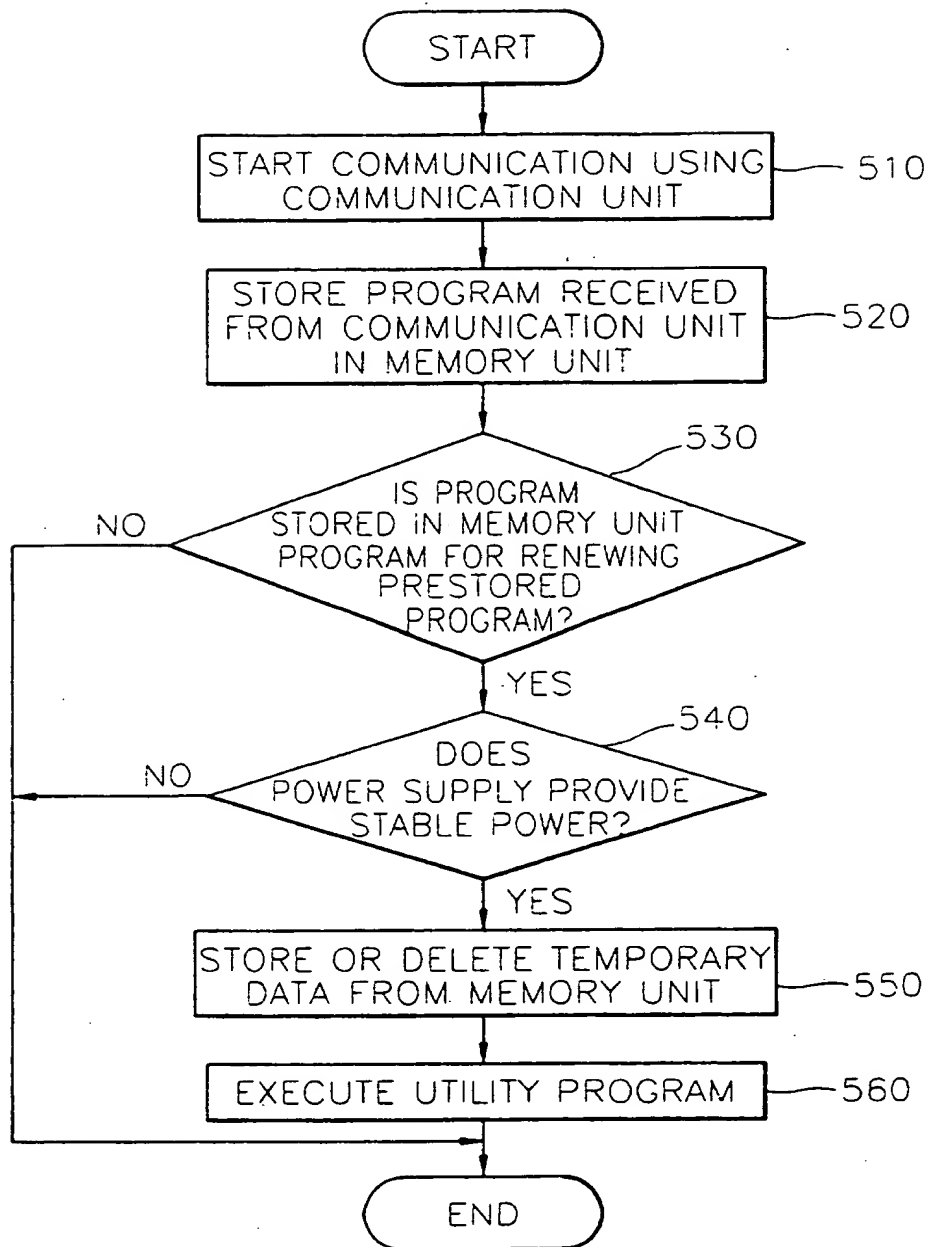 START
START COMMUNICATION USING
COMMUNICATION UNIT
510
STORE PROGRAM RECEIVED
FROM COMMUNICATION UNIT
IN MEMORY UNIT
520
530
IS PROGRAM
STORED IN MEMORY UNIT
PROGRAM FOR RENEWING
PRESTORED
PROGRAM?
NO
YES
540
DOES
POWER SUPPLY PROVIDE
STABLE POWER?
NO
YES
STORE OR DELETE TEMPORARY
DATA FROM MEMORY UNIT
550
EXECUTE UTILITY PROGRAM
560
END